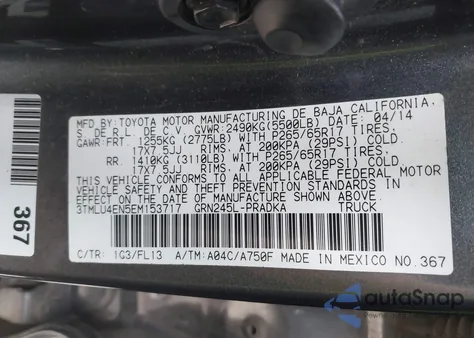 MFD. BY:TOYOTA MOTOR MANUFACTURING DE BAJA CALIFORNIA,
S. DE R.L. DE C.V. GVWR:2490KG(5500LB) DATE: 04/14
GAWR:FRT. 1255KG (2775LB) WITH P265/65R17 TIRES,
17X7.5JJ RIMS, AT 200KPA (29PSI) COLD
RR. 1410KG (3110LB) WITH P265/65R17 TIRES,
17X7.5JJ RIMS, AT 200KPA (29PSI) COLD
THIS VEHICLE CONFORMS TO ALL APPLICABLE FEDERAL MOTOR
VEHICLE SAFETY AND THEFT PREVENTION STANDARDS IN
EFFECT ON THE DATE OF MANUFACTURE SHOWN ABOVE.
3TMLU4EN5EM153717 GRN245L-PRADKA TRUCK
C/TR: 1G3/FL13 A/TM:A04C/A750F MADE IN MEXICO NO.367
367
autoSnap